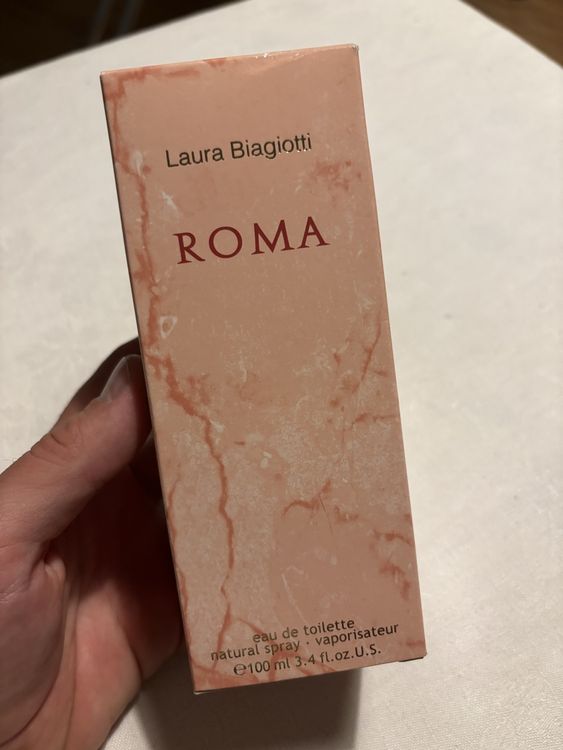 Laura Biagiotti
ROMA
eau de toilette
natural spray · vaporisateur
℮100 ml 3.4 fl.oz.U.S.